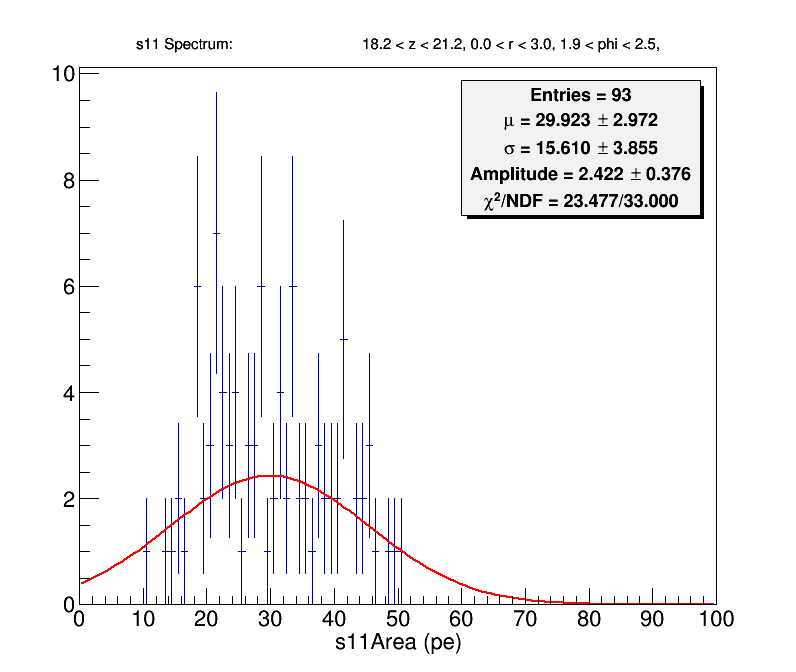 s11 Spectrum: 18.2 < z < 21.2, 0.0 < r < 3.0, 1.9 < phi < 2.5,
Entries = 93
μ = 29.923 ± 2.972
σ = 15.610 ± 3.855
Amplitude = 2.422 ± 0.376
χ²/NDF = 23.477/33.000
10
8
6
4
2
0
0 10 20 30 40 50 60 70 80 90 100
s11Area (pe)